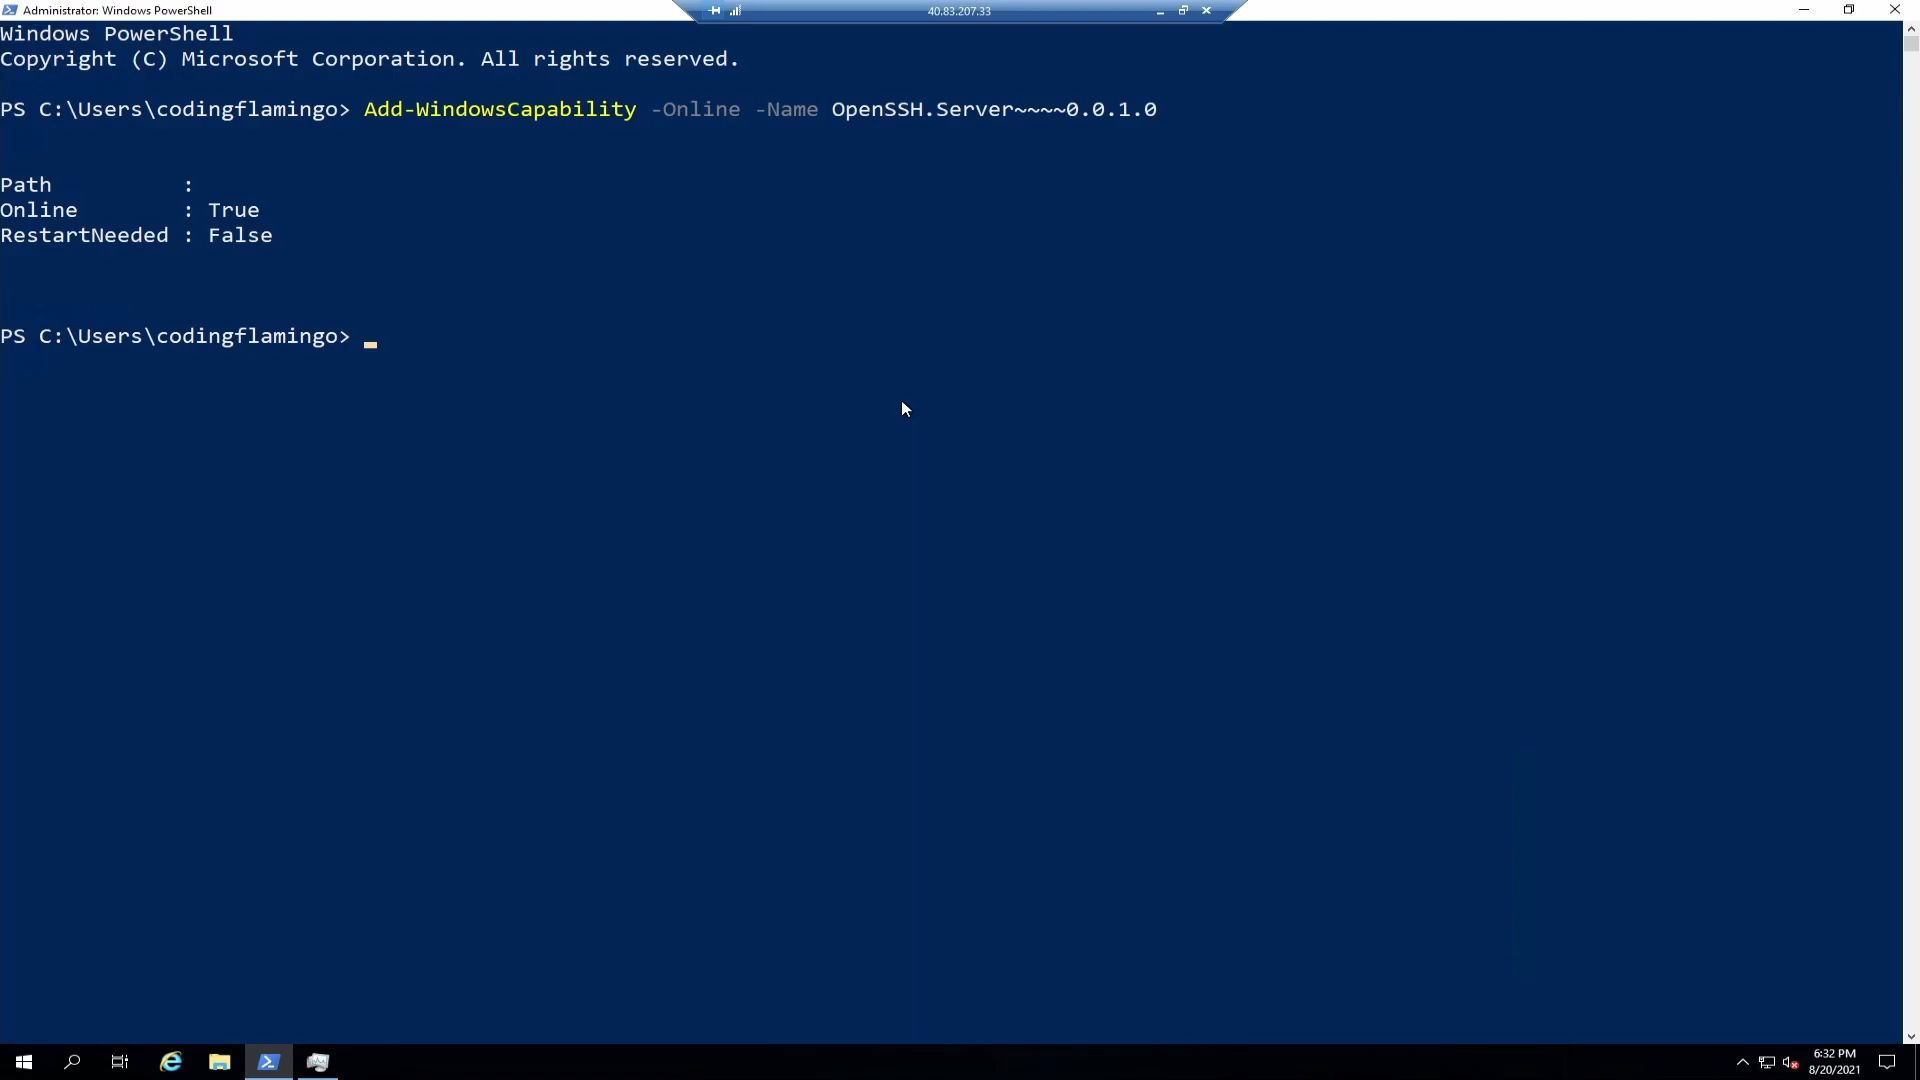 Administrator: Windows PowerShell
40.83.207.33
Windows PowerShell
Copyright (C) Microsoft Corporation. All rights reserved.
PS C:\Users\codingflamingo> Add-WindowsCapability -Online -Name OpenSSH.Server~~~~0.0.1.0
Path          :
Online        : True
RestartNeeded : False
PS C:\Users\codingflamingo>
6:32 PM
8/20/2021